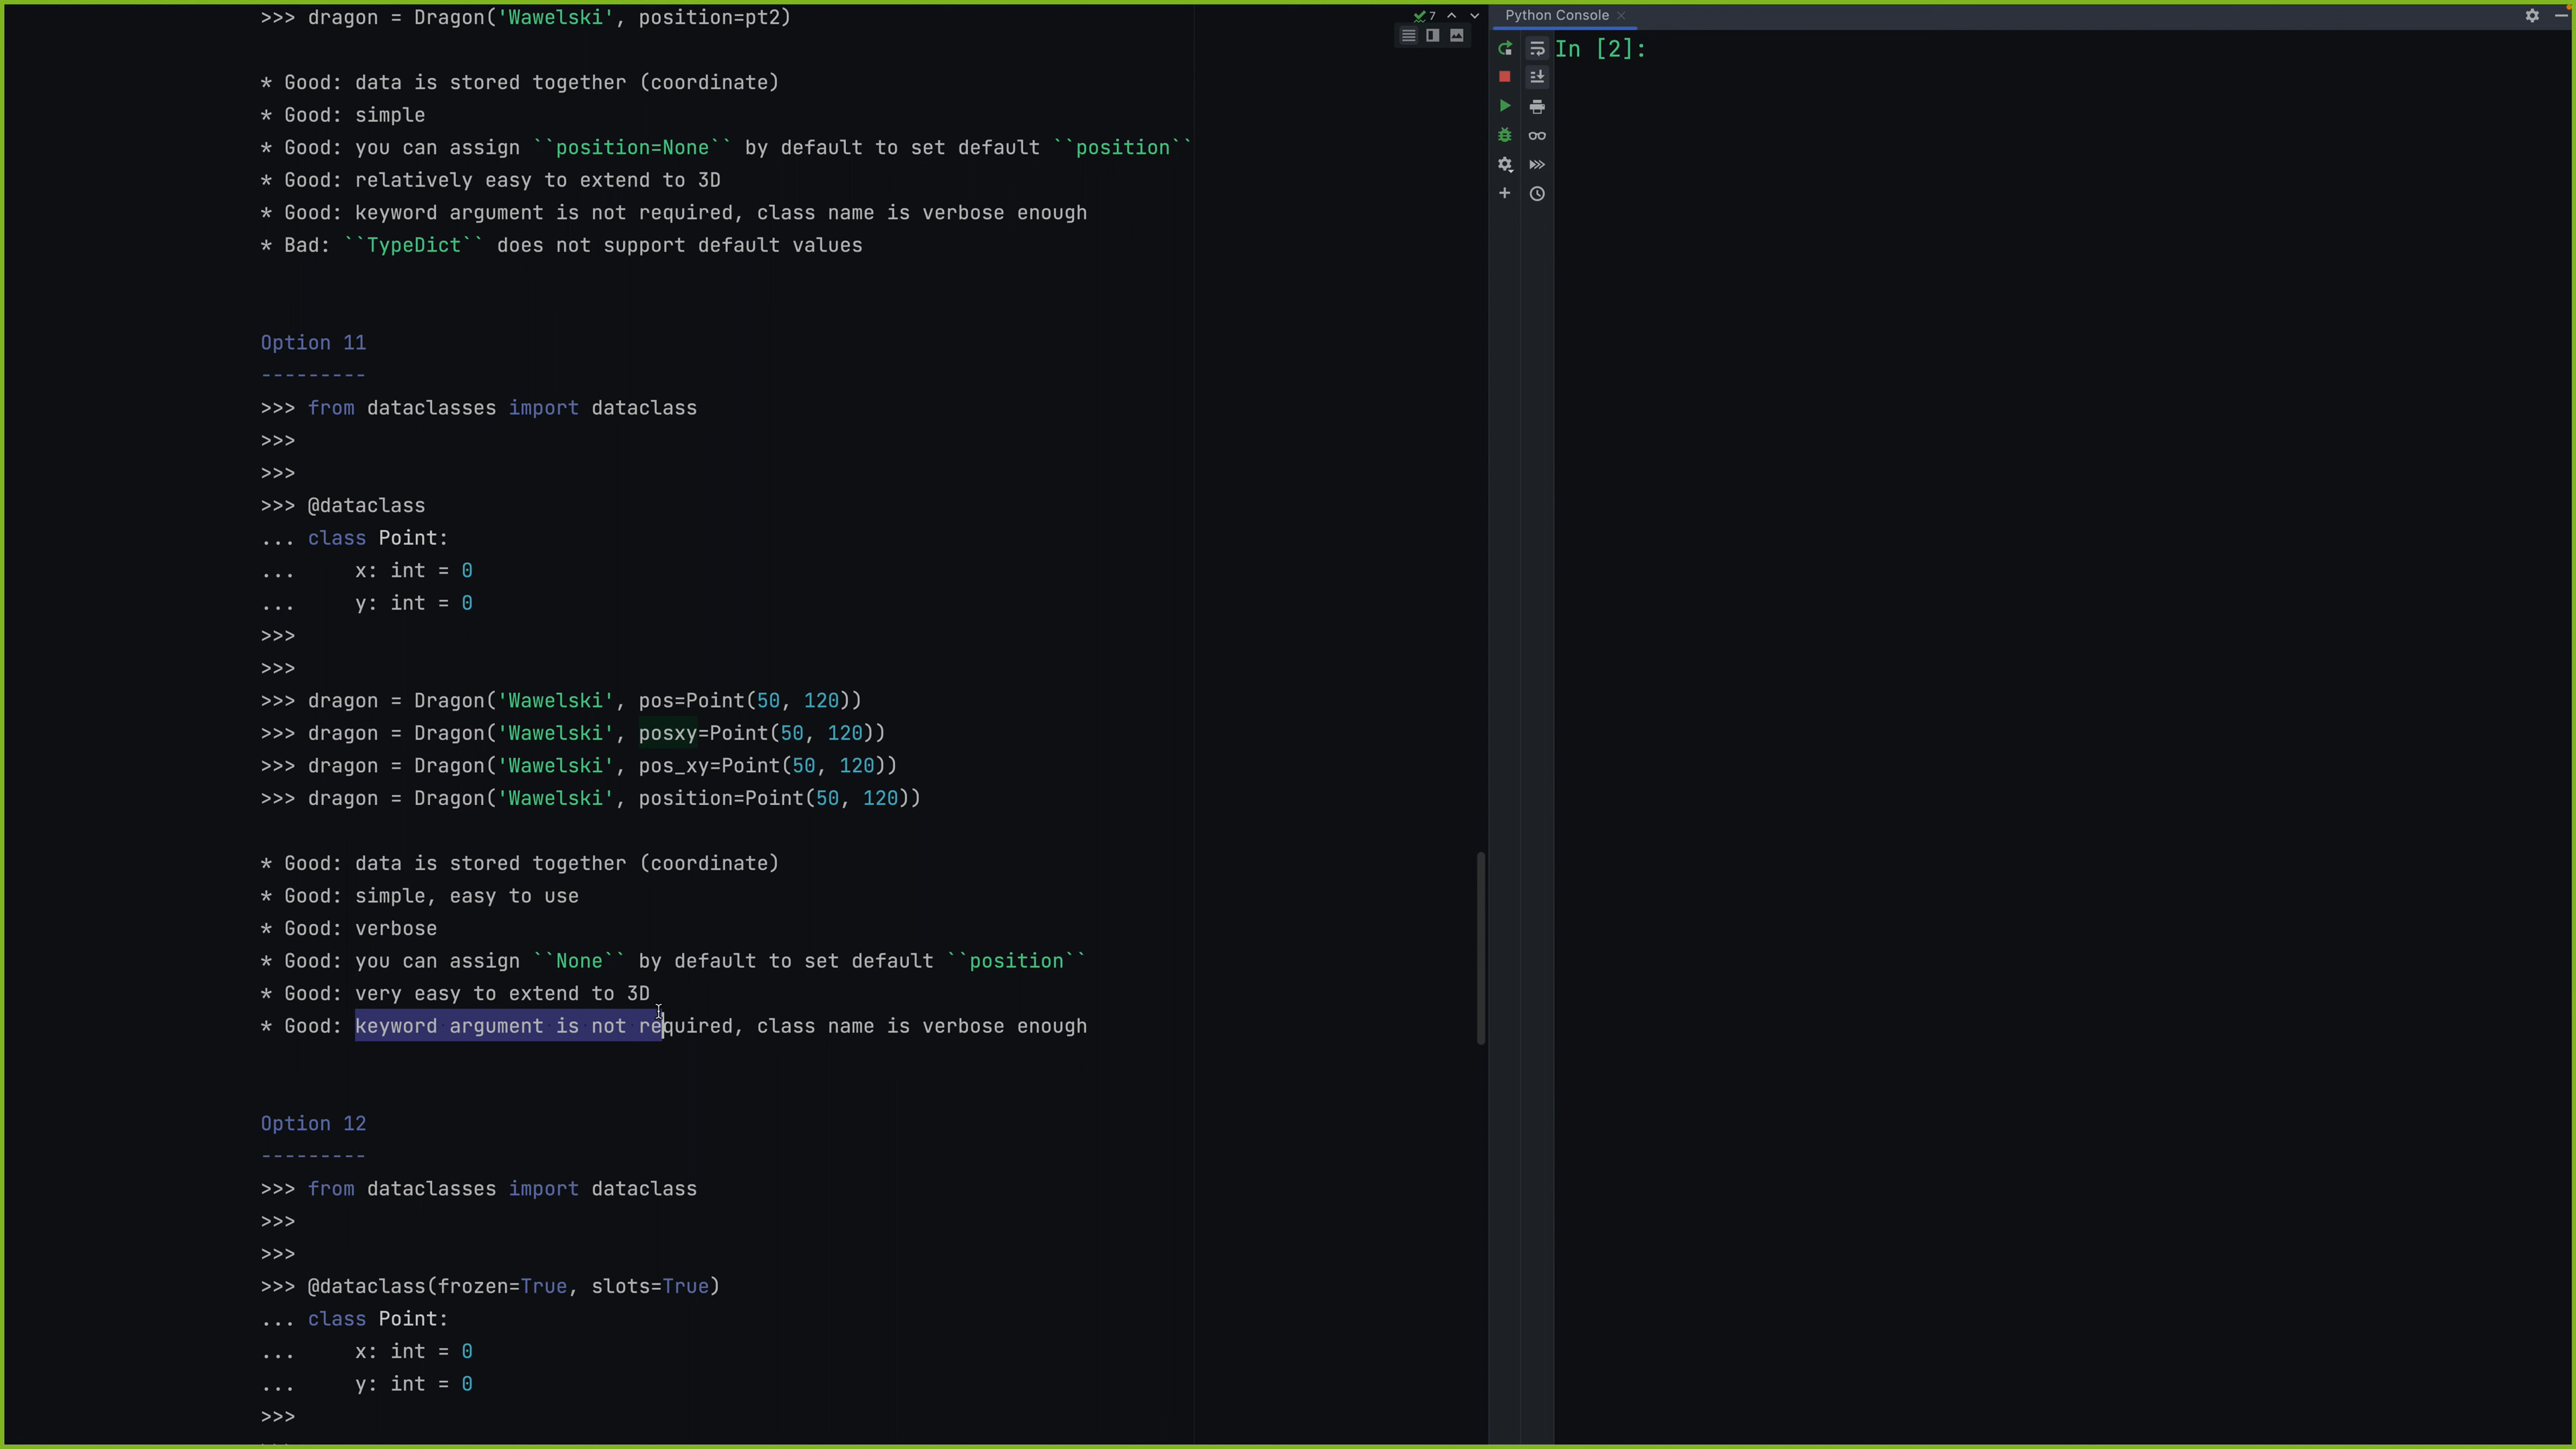 >>> dragon = Dragon('Wawelski', position=pt2)
* Good: data is stored together (coordinate)
* Good: simple
* Good: you can assign ``position=None`` by default to set default ``position``
* Good: relatively easy to extend to 3D
* Good: keyword argument is not required, class name is verbose enough
* Bad: ``TypeDict`` does not support default values
Option 11
---------
>>> from dataclasses import dataclass
>>>
>>>
>>> @dataclass
... class Point:
...     x: int = 0
...     y: int = 0
>>>
>>>
>>> dragon = Dragon('Wawelski', pos=Point(50, 120))
>>> dragon = Dragon('Wawelski', posxy=Point(50, 120))
>>> dragon = Dragon('Wawelski', pos_xy=Point(50, 120))
>>> dragon = Dragon('Wawelski', position=Point(50, 120))
* Good: data is stored together (coordinate)
* Good: simple, easy to use
* Good: verbose
* Good: you can assign ``None`` by default to set default ``position``
* Good: very easy to extend to 3D
* Good: keyword argument is not required, class name is verbose enough
Option 12
---------
>>> from dataclasses import dataclass
>>>
>>>
>>> @dataclass(frozen=True, slots=True)
... class Point:
...     x: int = 0
...     y: int = 0
>>>
7
Python Console
In [2]: